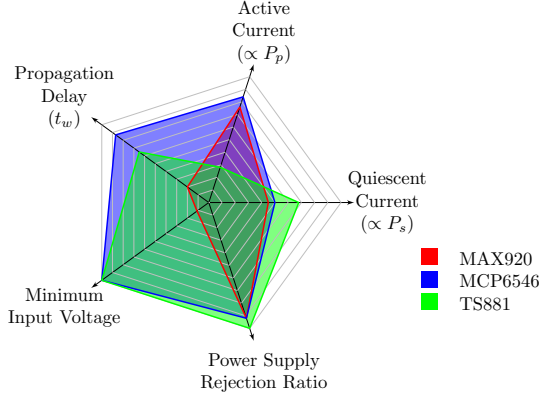 Active
Current
(∝ P_p)
Propagation
Delay
(t_w)
Quiescent
Current
(∝ P_s)
MAX920
MCP6546
TS881
Minimum
Input Voltage
Power Supply
Rejection Ratio